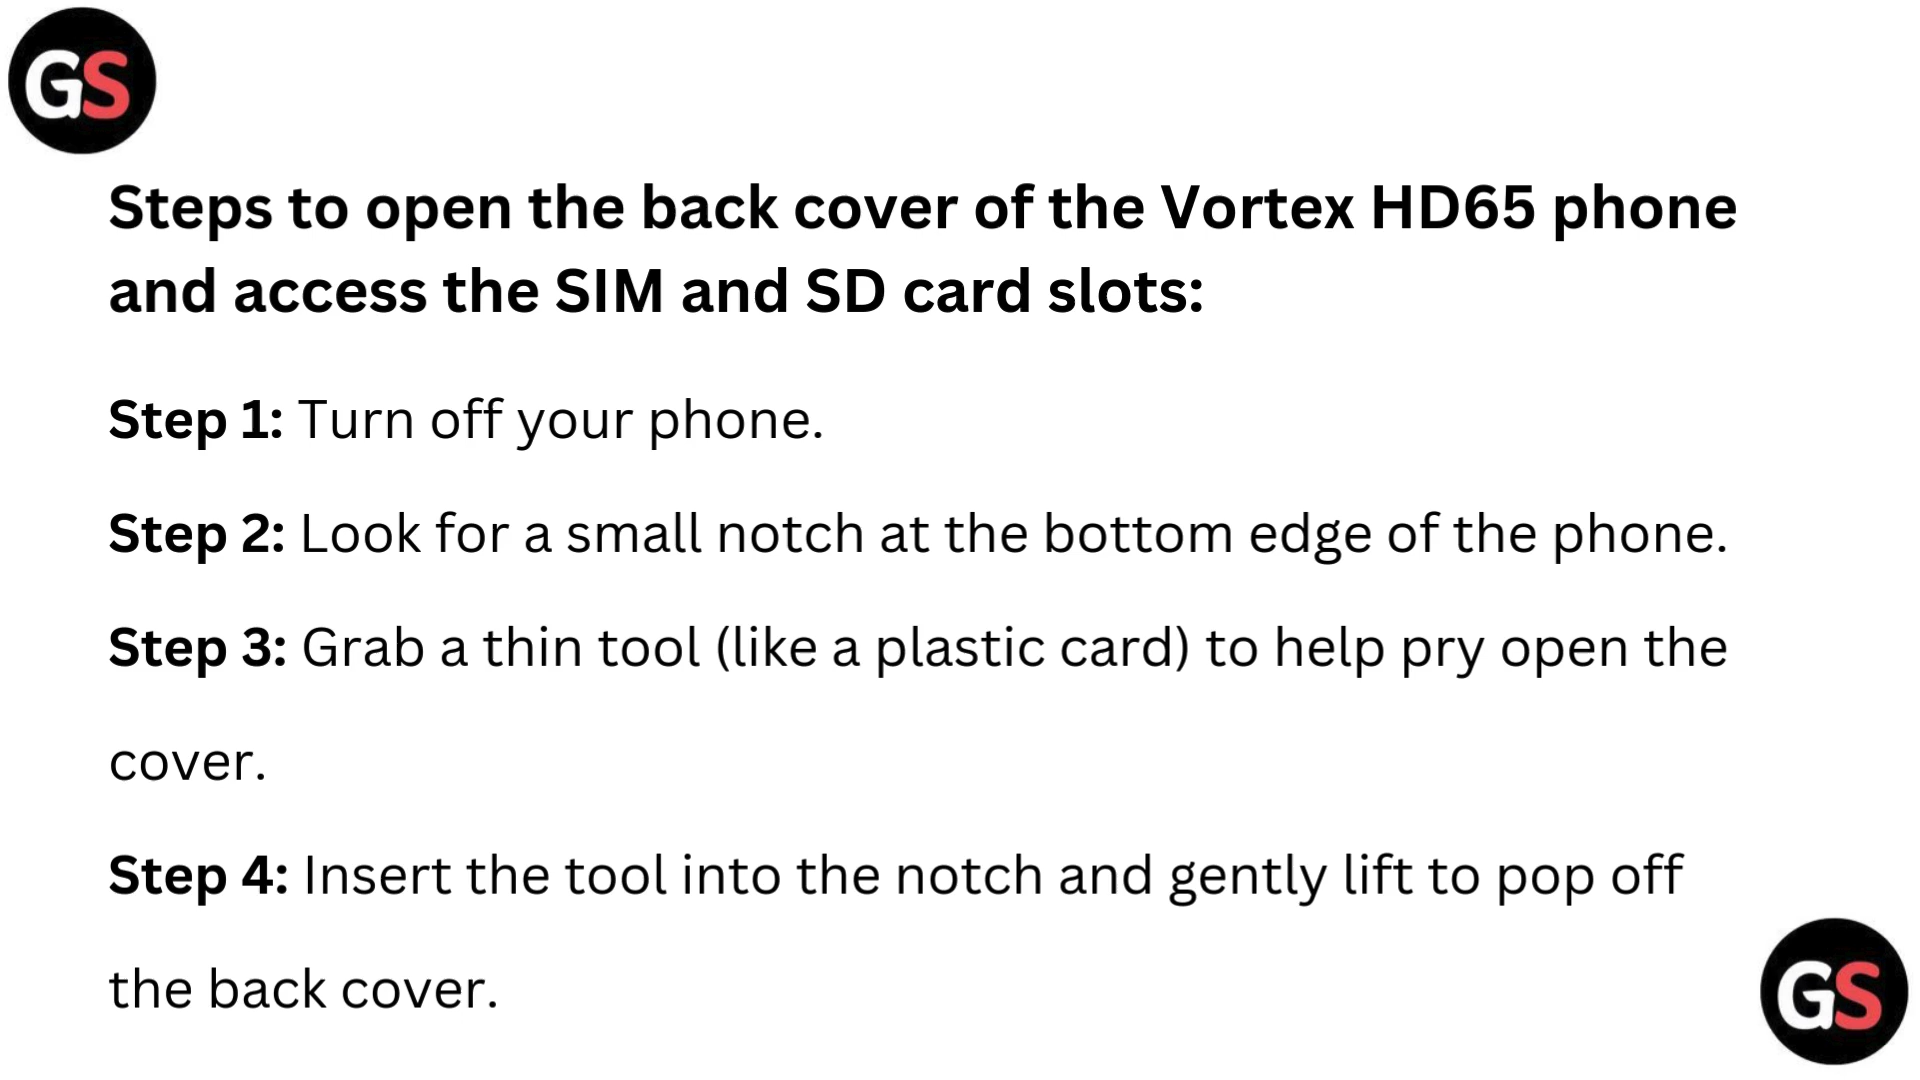 GS
Steps to open the back cover of the Vortex HD65 phone
and access the SIM and SD card slots:
Step 1: Turn off your phone.
Step 2: Look for a small notch at the bottom edge of the phone.
Step 3: Grab a thin tool (like a plastic card) to help pry open the
cover.
Step 4: Insert the tool into the notch and gently lift to pop off
the back cover.
GS